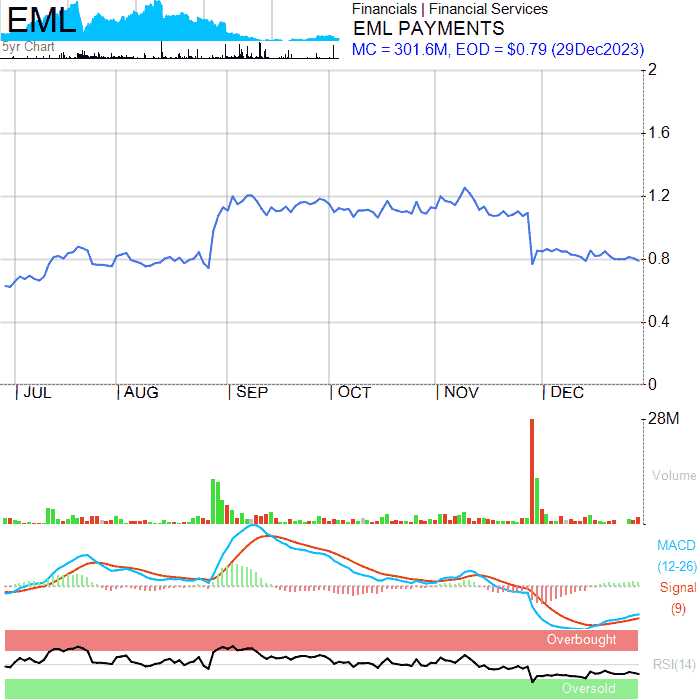 EML
5yr Chart
Financials | Financial Services
EML PAYMENTS
MC = 301.6M, EOD = $0.79 (29Dec2023)
2
1.6
1.2
0.8
0.4
0
| JUL | AUG | SEP | OCT | NOV | DEC
28M
Volume
MACD
(12-26)
Signal
(9)
Overbought
RSI(14)
Oversold